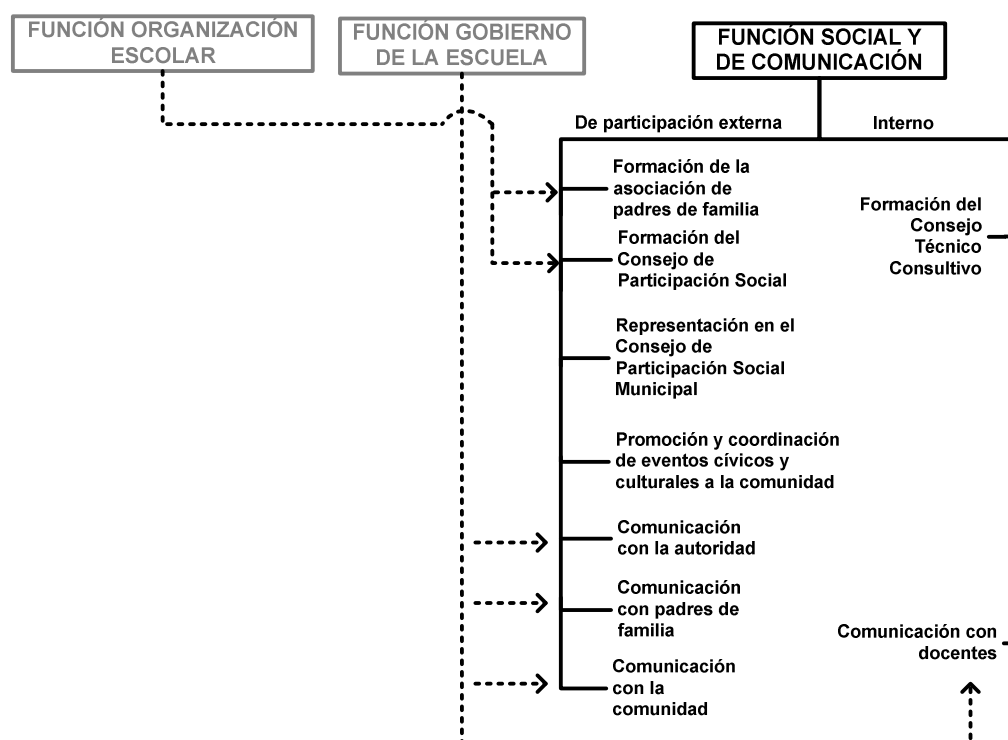 FUNCIÓN ORGANIZACIÓN
ESCOLAR
FUNCIÓN GOBIERNO
DE LA ESCUELA
FUNCIÓN SOCIAL Y
DE COMUNICACIÓN
De participación externa
Interno
Formación de la
asociación de
padres de familia
Formación del
Consejo de
Participación Social
Representación en el
Consejo de
Participación Social
Municipal
Promoción y coordinación
de eventos cívicos y
culturales a la comunidad
Comunicación
con la autoridad
Comunicación
con padres de
familia
Comunicación
con la
comunidad
Formación del
Consejo
Técnico
Consultivo
Comunicación con
docentes